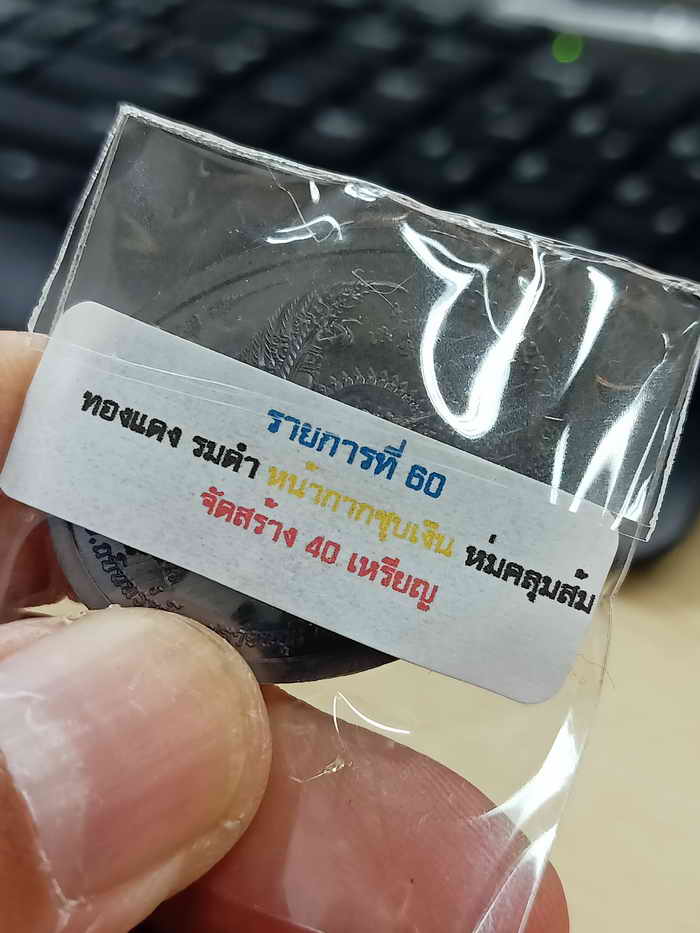 รายการที่ 60
ทองแดง รมดำ หน้ากากชุบเงิน ห่มคลุมส้ม
จัดสร้าง 40 เหรียญ